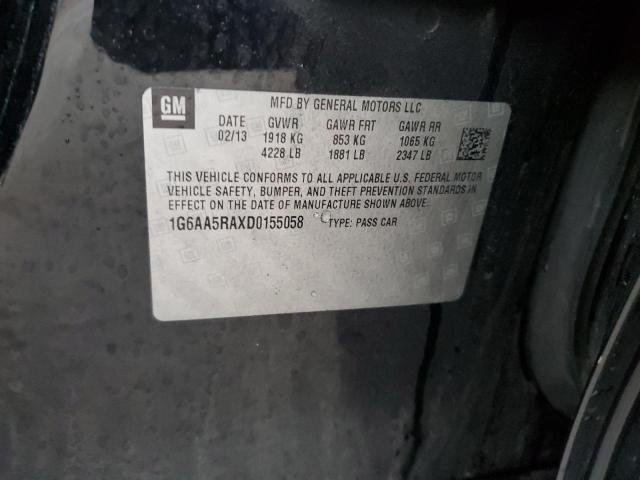 GM
MFD BY GENERAL MOTORS LLC
DATE GVWR GAWR FRT GAWR RR
02/13 1918 KG 853 KG 1065 KG
4228 LB 1881 LB 2347 LB
THIS VEHICLE CONFORMS TO ALL APPLICABLE U.S. FEDERAL MOTOR
VEHICLE SAFETY, BUMPER, AND THEFT PREVENTION STANDARDS IN
EFFECT ON THE DATE OF MANUFACTURE SHOWN ABOVE.
1G6AA5RAXD0155058 TYPE: PASS CAR